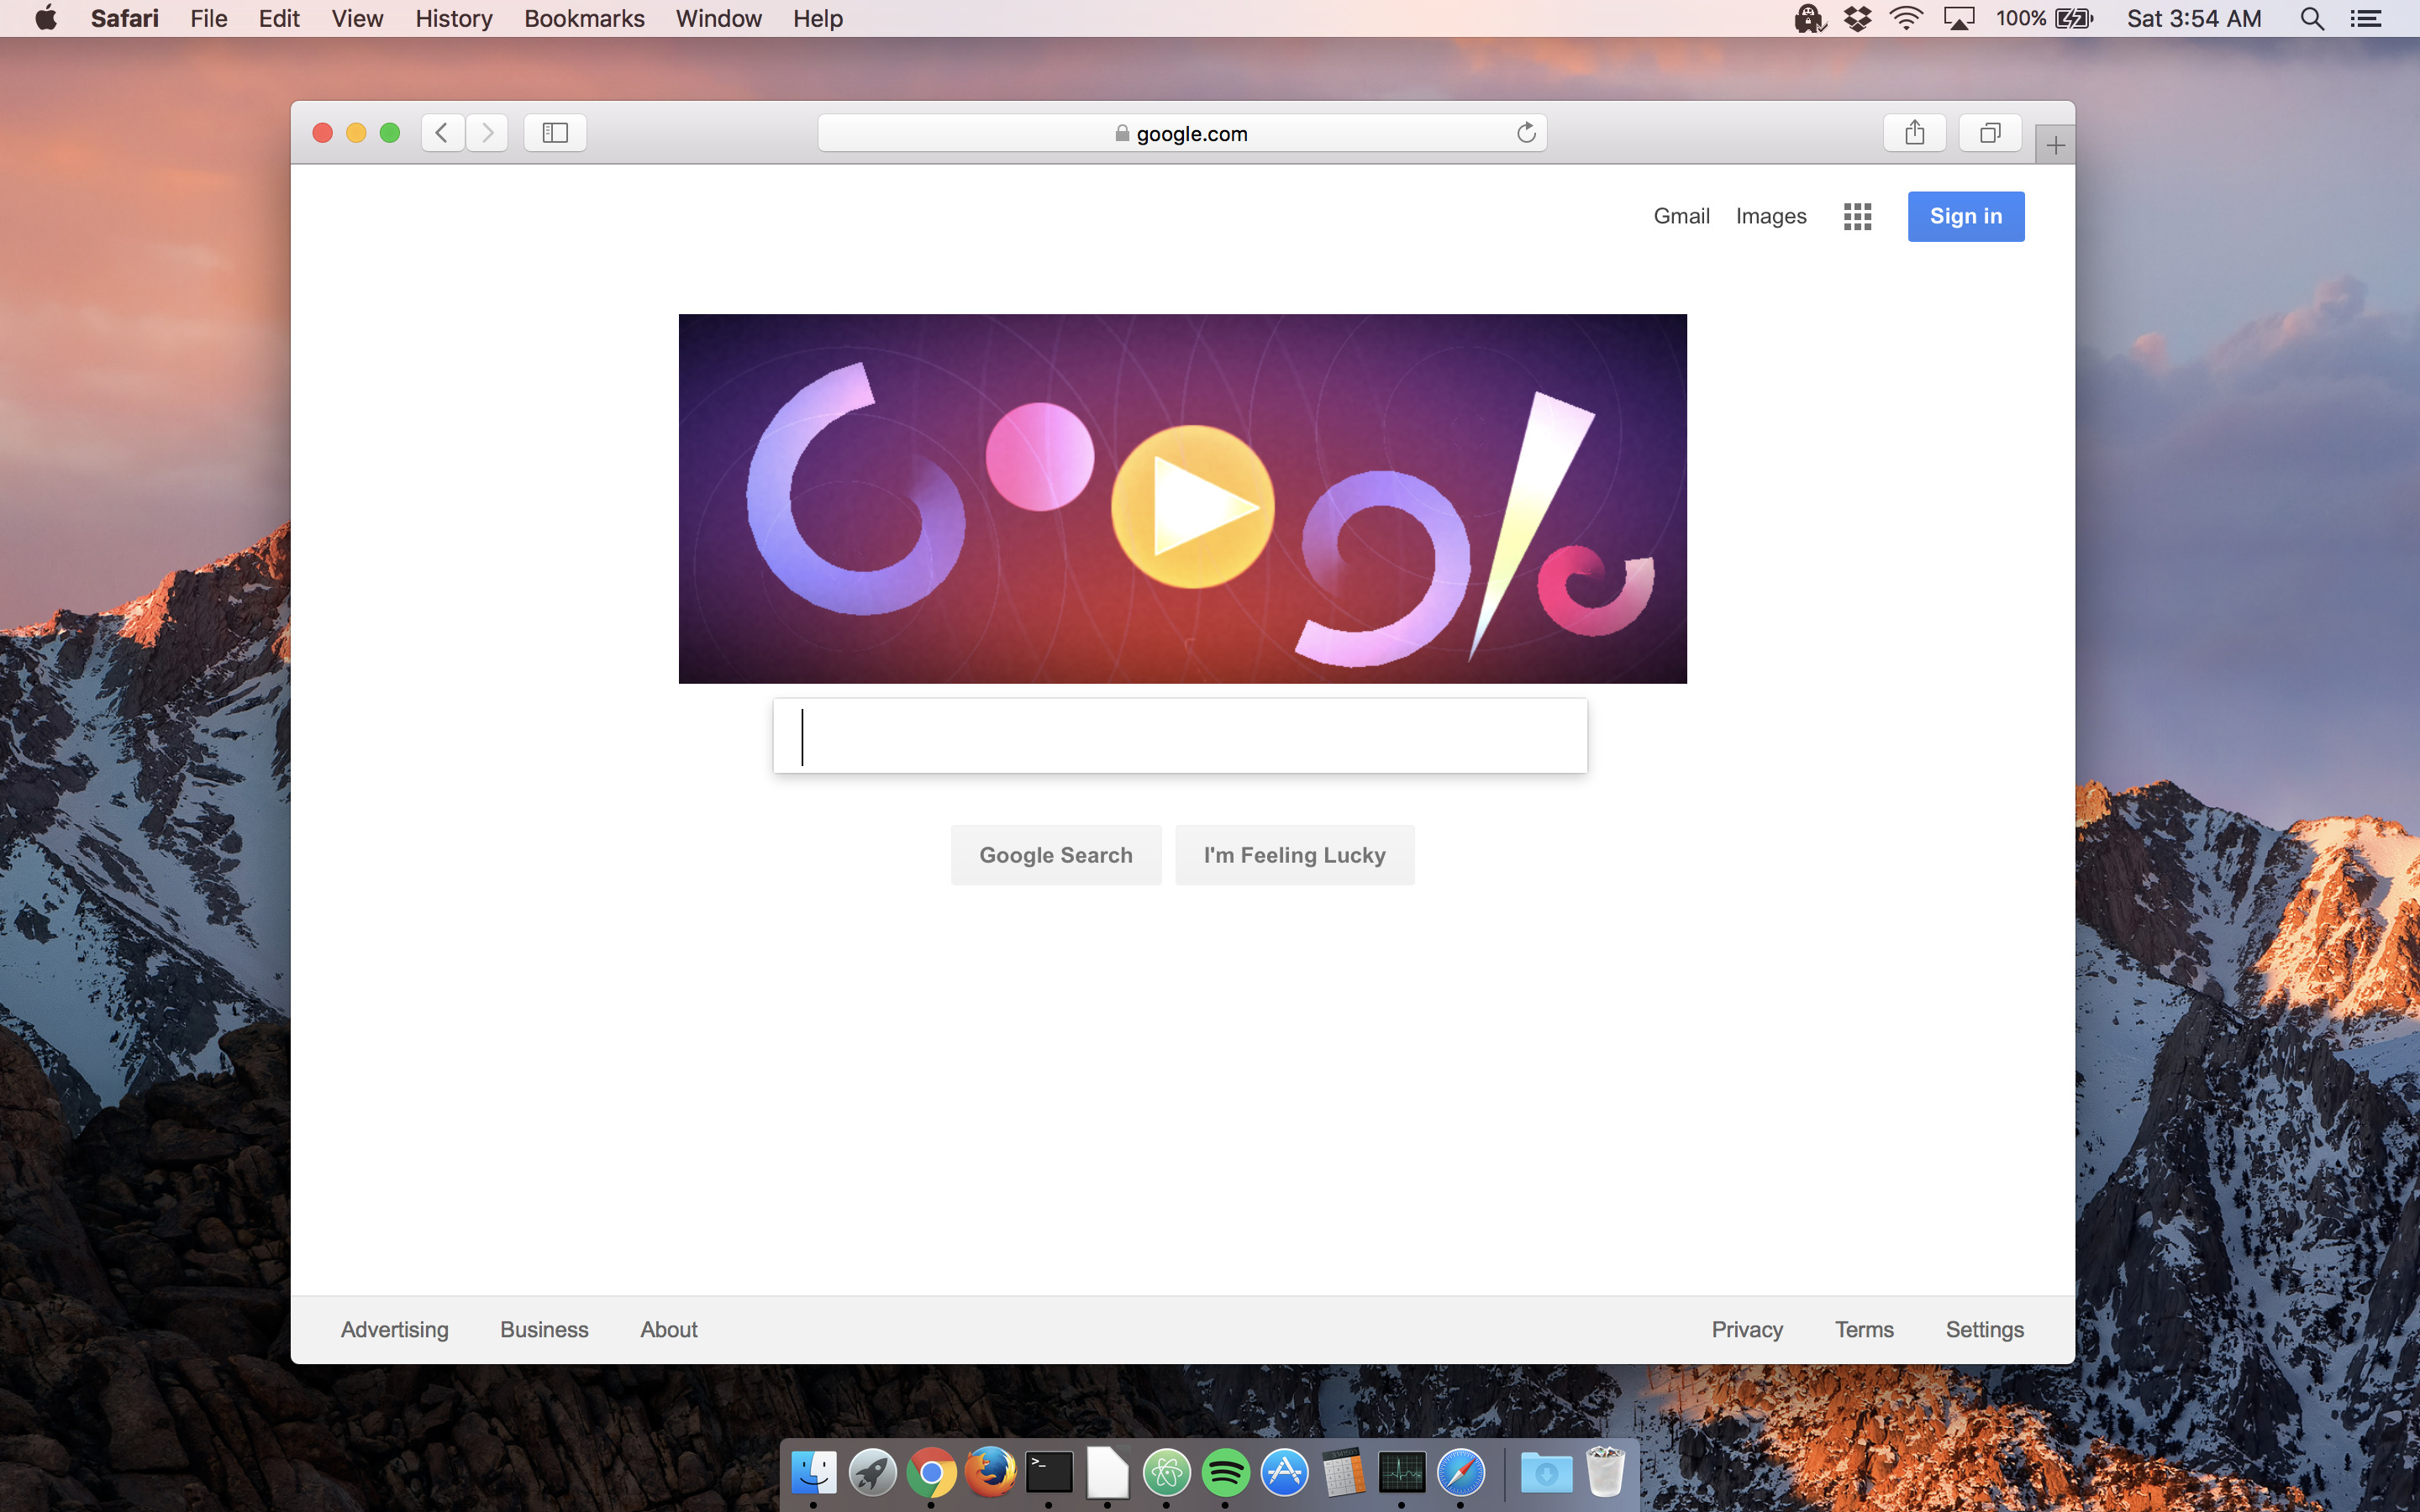 Safari File Edit View History Bookmarks Window Help 100% Sat 3:54 AM
google.com
Gmail Images Sign in
Google
Google Search I'm Feeling Lucky
Advertising Business About Privacy Terms Settings
>_